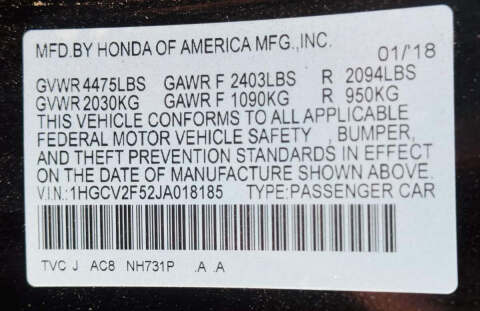 MFD.BY HONDA OF AMERICA MFG.,INC. 01/'18
GVWR 4475LBS GAWR F 2403LBS R 2094LBS
GVWR 2030KG GAWR F 1090KG R 950KG
THIS VEHICLE CONFORMS TO ALL APPLICABLE
FEDERAL MOTOR VEHICLE SAFETY , BUMPER,
AND THEFT PREVENTION STANDARDS IN EFFECT
ON THE DATE OF MANUFACTURE SHOWN ABOVE.
V.I.N.:1HGCV2F52JA018185 TYPE:PASSENGER CAR
TVC J AC8 NH731P .A .A